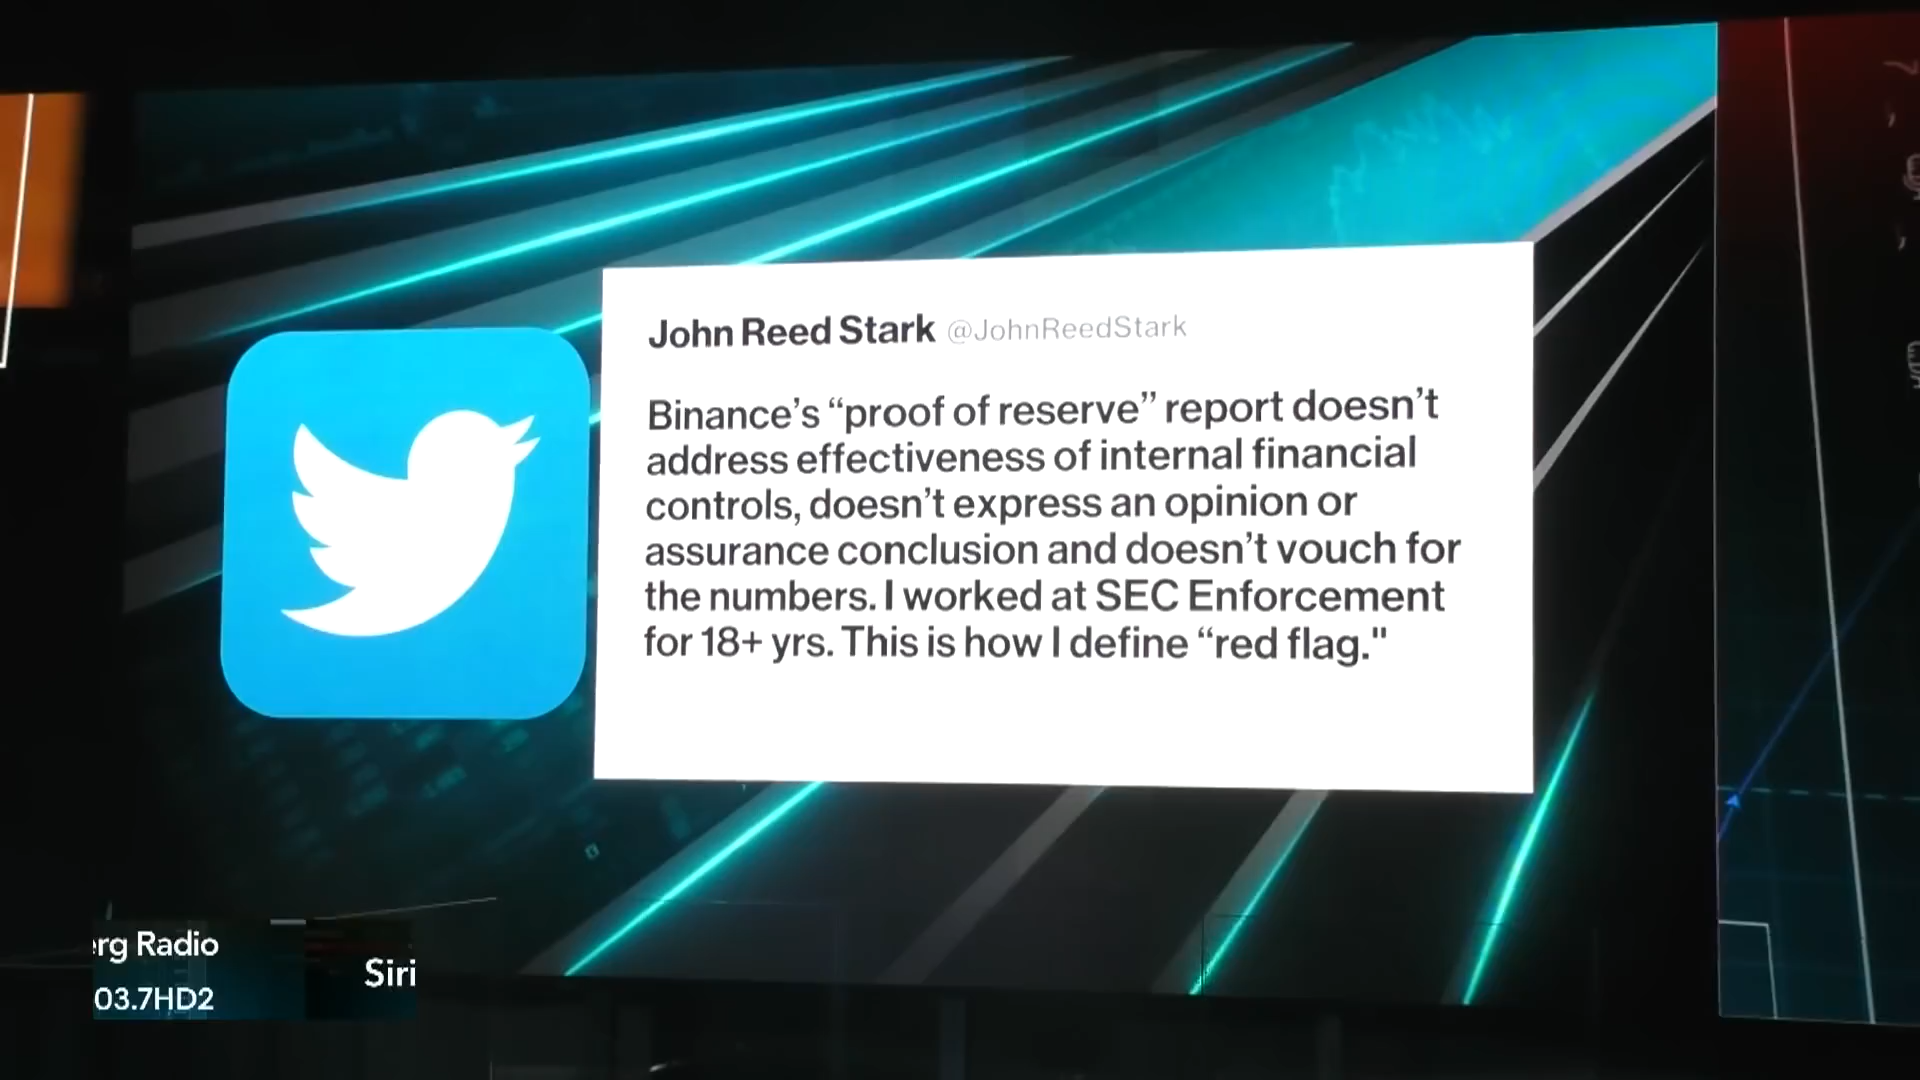 John Reed Stark @JohnReedStark
Binance’s “proof of reserve” report doesn’t
address effectiveness of internal financial
controls, doesn’t express an opinion or
assurance conclusion and doesn’t vouch for
the numbers. I worked at SEC Enforcement
for 18+ yrs. This is how I define “red flag."
erg Radio
03.7HD2
Siri